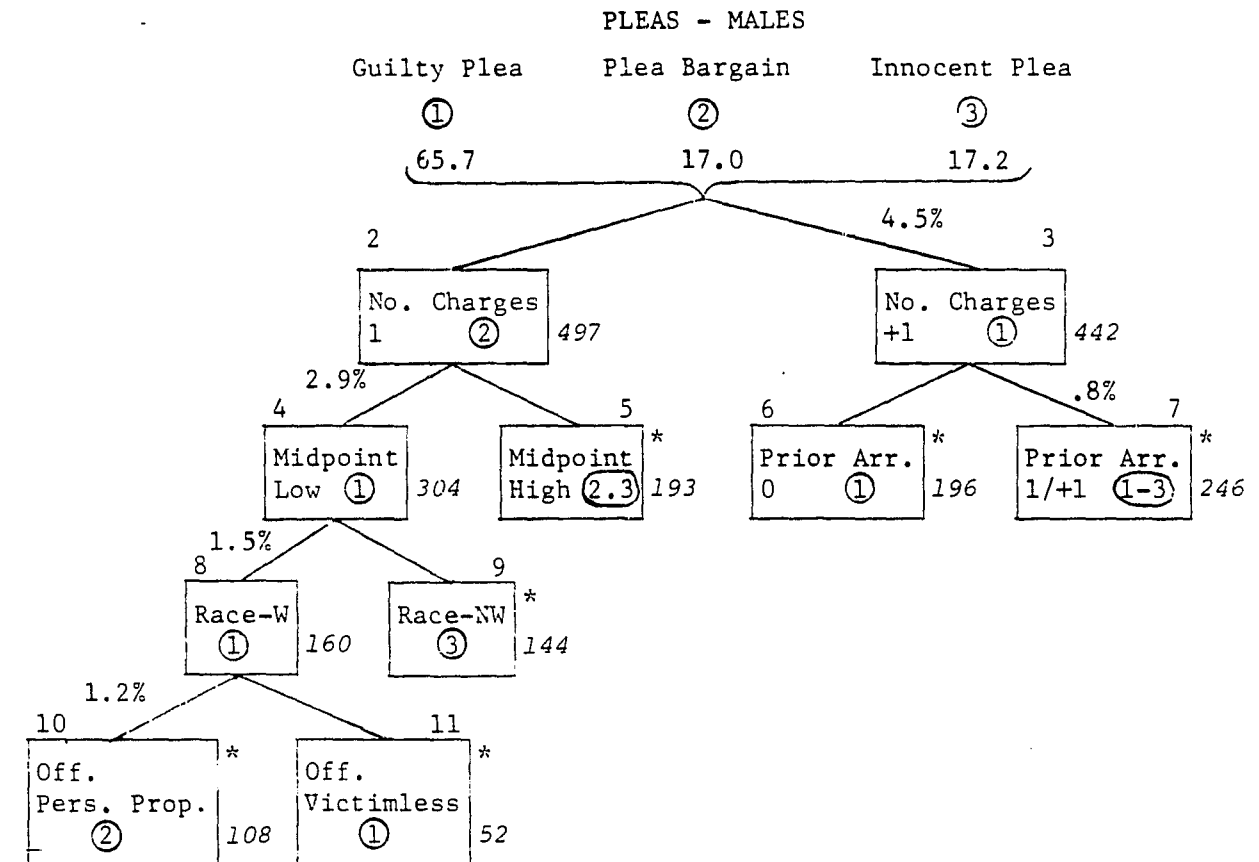 PLEAS - MALES
Guilty Plea Plea Bargain Innocent Plea
① ② ③
65.7 17.0 17.2
4.5%
2 3
No. Charges No. Charges
1 ② 497 +1 ① 442
2.9% .8%
4 5 6 7
* * *
Midpoint Midpoint Prior Arr. Prior Arr.
Low ① 304 High 2.3 193 0 ① 196 1/+1 1-3 246
1.5%
8 9
*
Race-W Race-NW
① 160 ③ 144
1.2%
10 11
* *
Off. Off.
Pers. Prop. Victimless
② 108 ① 52